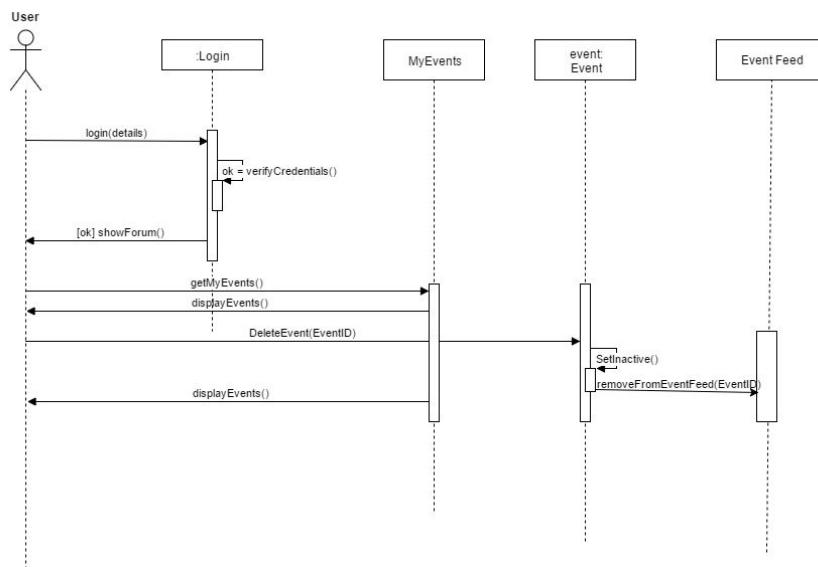 User
:Login
MyEvents
event:
Event
Event Feed
login(details)
ok = verifyCredentials()
[ok] showForum()
getMyEvents()
displayEvents()
DeleteEvent(EventID)
SetInactive()
removeFromEventFeed(EventID)
displayEvents()